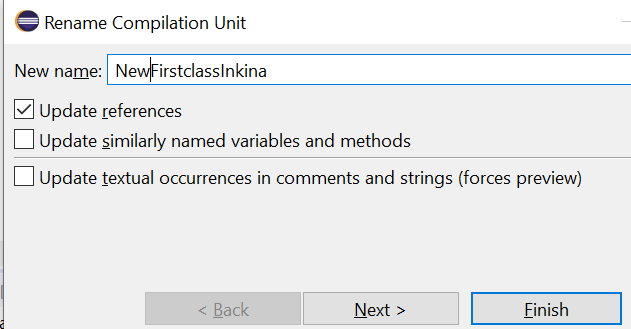 Rename Compilation Unit
New name: NewFirstclassInkina
Update references
Update similarly named variables and methods
Update textual occurrences in comments and strings (forces preview)
< Back Next > Finish